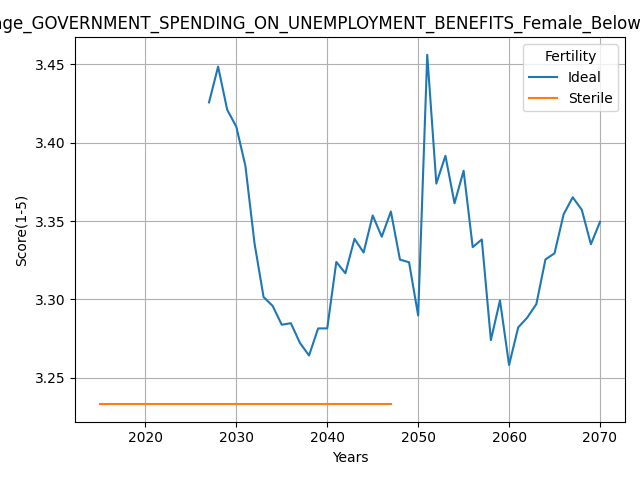 age_GOVERNMENT_SPENDING_ON_UNEMPLOYMENT_BENEFITS_Female_Below
Fertility
Ideal
Sterile
3.45
3.40
3.35
3.30
3.25
Score(1-5)
2020 2030 2040 2050 2060 2070
Years